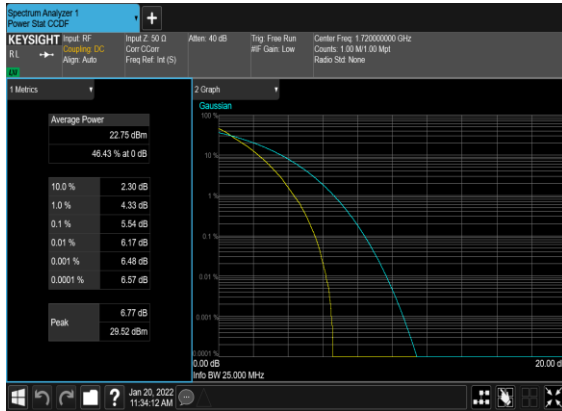 Spectrum Analyzer 1
Power Stat CCDF
KEYSIGHT
RL
LXI
Input: RF
Coupling: DC
Align: Auto
Input Z: 50 Ω
Corr CCorr
Freq Ref: Int (S)
Atten: 40 dB
Trig: Free Run
#IF Gain: Low
Center Freq: 1.720000000 GHz
Counts: 1.00 M/1.00 Mpt
Radio Std: None
1 Metrics
Average Power
22.75 dBm
46.43 % at 0 dB
10.0 % 2.30 dB
1.0 % 4.33 dB
0.1 % 5.54 dB
0.01 % 6.17 dB
0.001 % 6.48 dB
0.0001 % 6.57 dB
Peak
6.77 dB
29.52 dBm
2 Graph
Gaussian
100 %
10 %
1 %
0.1 %
0.01 %
0.001 %
0.0001 %
0.00 dB
20.00 d
Info BW 25.000 MHz
?
Jan 20, 2022
11:34:12 AM